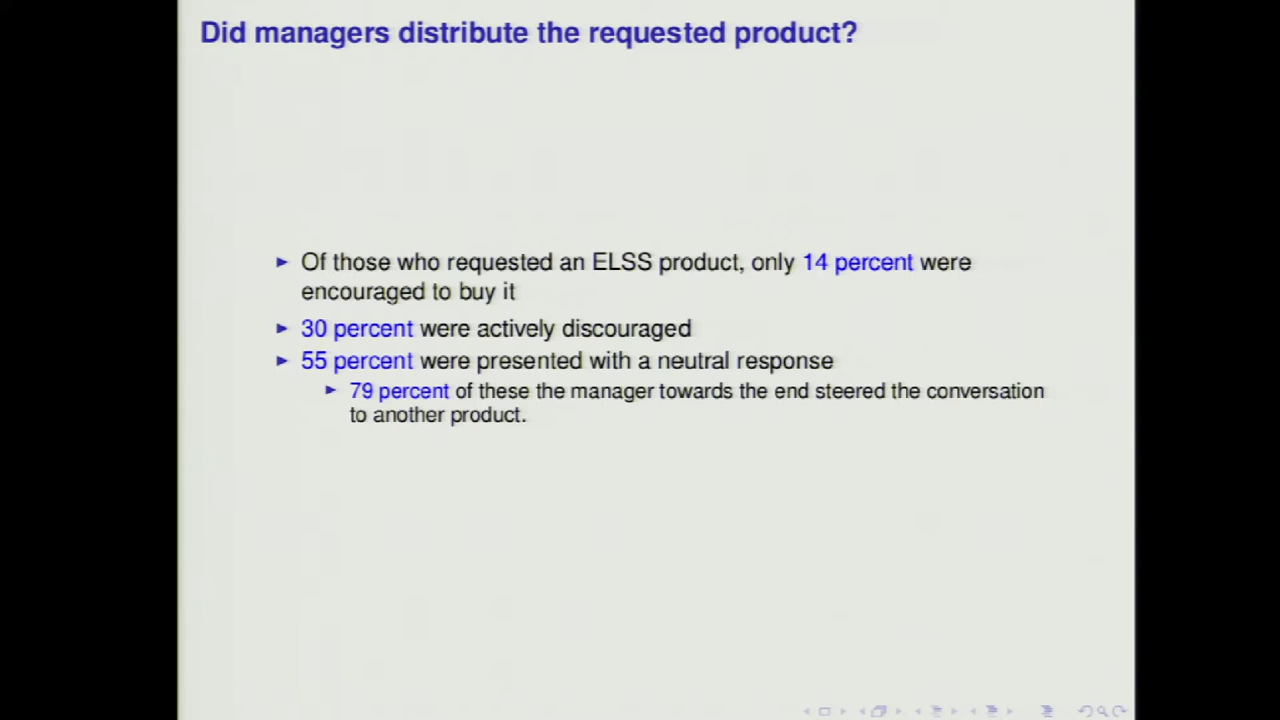 Did managers distribute the requested product?
Of those who requested an ELSS product, only 14 percent were
encouraged to buy it
30 percent were actively discouraged
55 percent were presented with a neutral response
79 percent of these the manager towards the end steered the conversation
to another product.